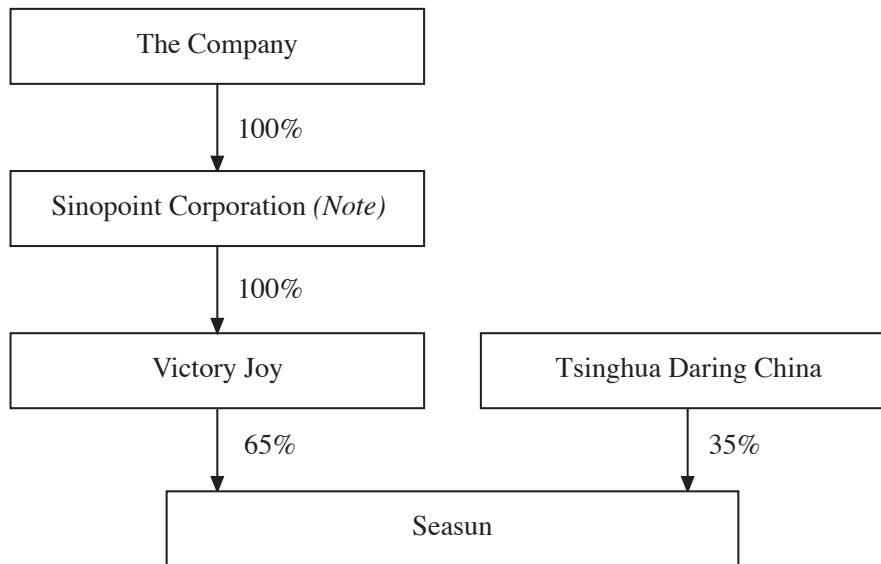 The Company
100%
Sinopoint Corporation (Note)
100%
Victory Joy
Tsinghua Daring China
65%
35%
Seasun